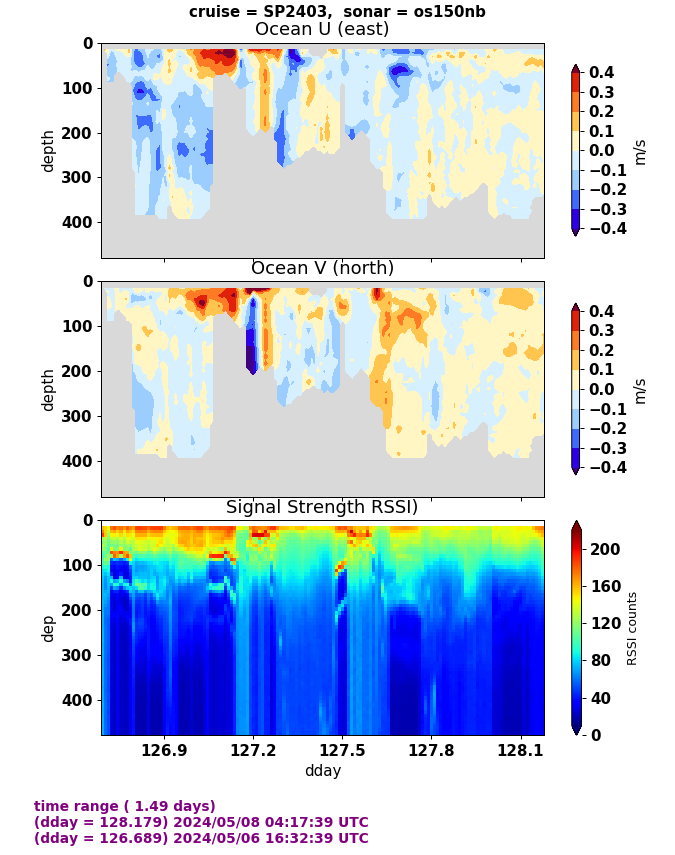 cruise = SP2403,  sonar = os150nb
Ocean U (east)
0
100
200
300
400
depth
0.4
0.3
0.2
0.1
0.0
−0.1
−0.2
−0.3
−0.4
m/s
Ocean V (north)
0
100
200
300
400
depth
0.4
0.3
0.2
0.1
0.0
−0.1
−0.2
−0.3
−0.4
m/s
Signal Strength RSSI)
0
100
200
300
400
dep
200
160
120
80
40
0
RSSI counts
126.9 127.2 127.5 127.8 128.1
dday
time range ( 1.49 days)
(dday = 128.179) 2024/05/08 04:17:39 UTC
(dday = 126.689) 2024/05/06 16:32:39 UTC